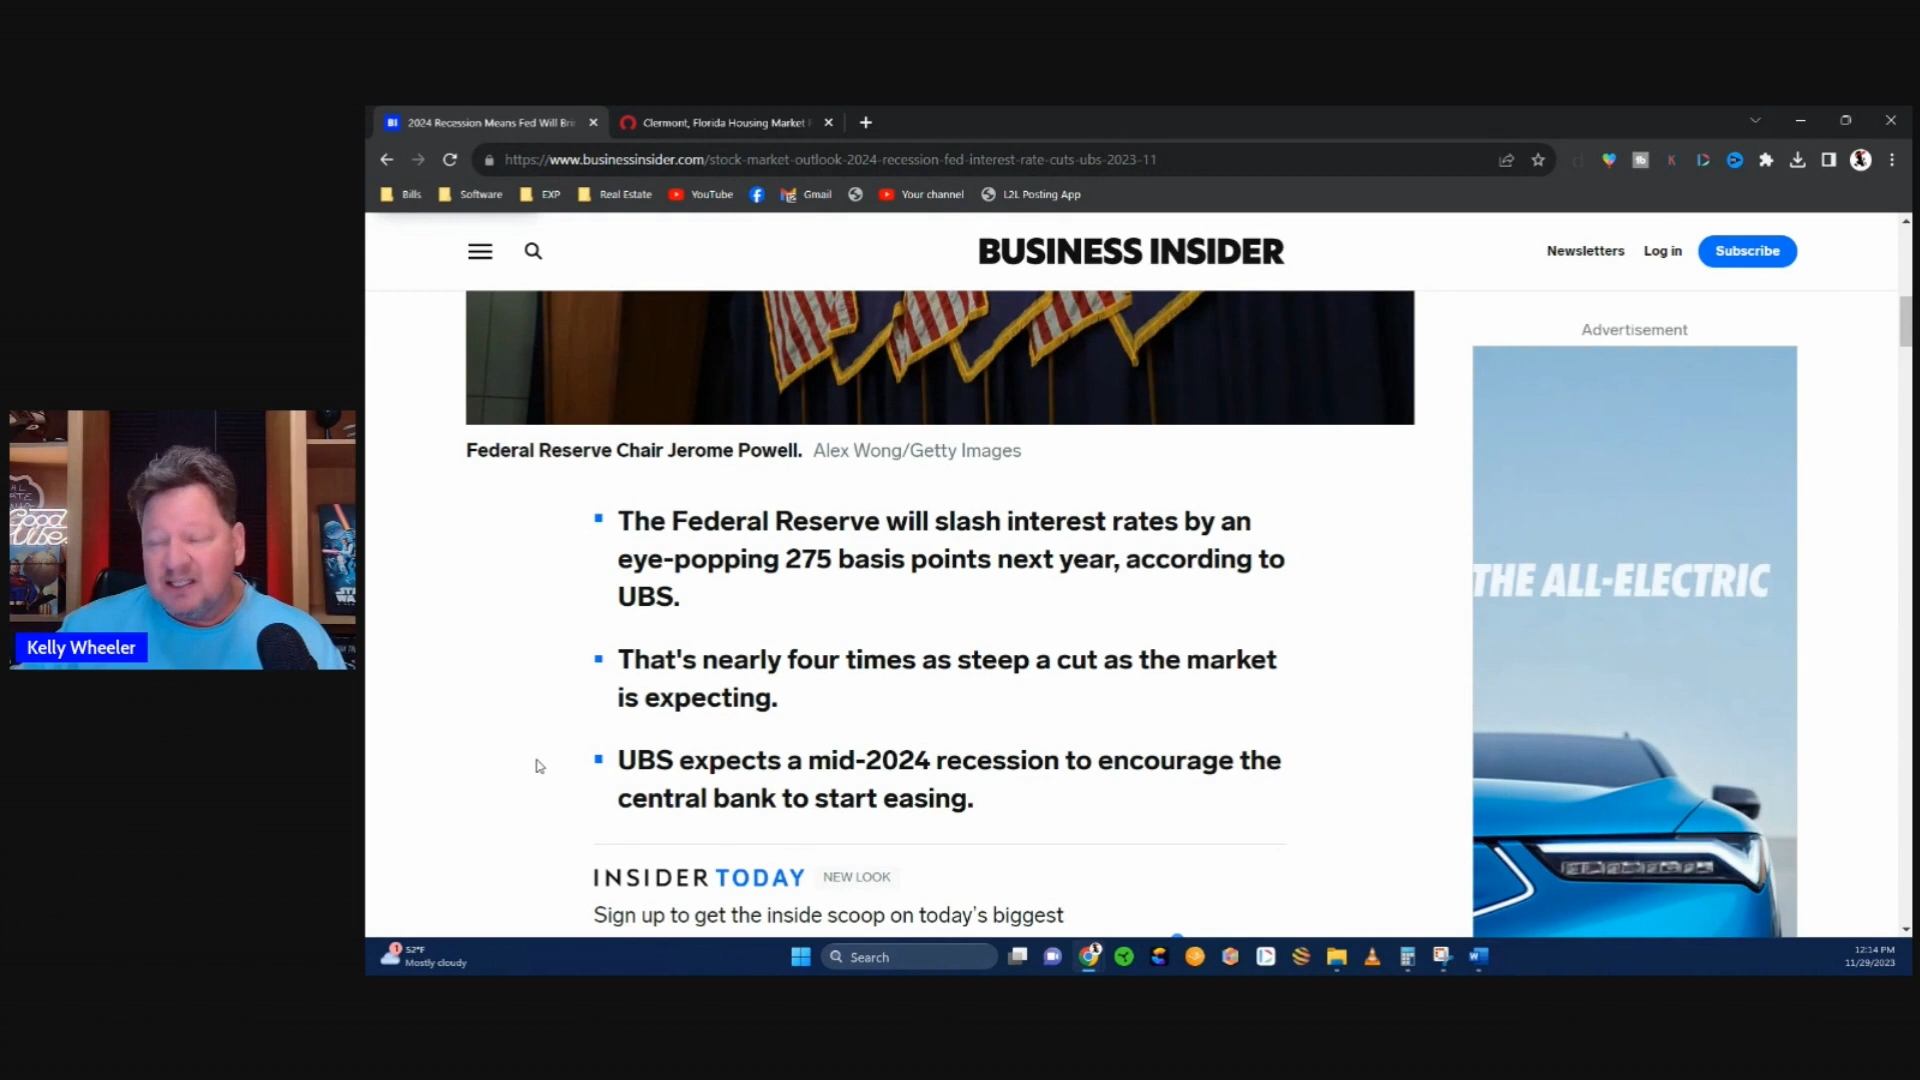 2024 Recession Means Fed Will Bri
Clermont, Florida Housing Market
https://www.businessinsider.com/stock-market-outlook-2024-recession-fed-interest-rate-cuts-ubs-2023-11
Bills
Software
EXP
Real Estate
YouTube
Gmail
Your channel
L2L Posting App
BUSINESS INSIDER
Newsletters
Log in
Subscribe
Advertisement
Federal Reserve Chair Jerome Powell. Alex Wong/Getty Images
The Federal Reserve will slash interest rates by an
eye-popping 275 basis points next year, according to
UBS.
That's nearly four times as steep a cut as the market
is expecting.
UBS expects a mid-2024 recession to encourage the
central bank to start easing.
THE ALL-ELECTRIC
INSIDER TODAY NEW LOOK
Sign up to get the inside scoop on today's biggest
Good
Vibe.
STAR
WA
Kelly Wheeler
52°F
Mostly cloudy
Search
12:14 PM
11/29/2023